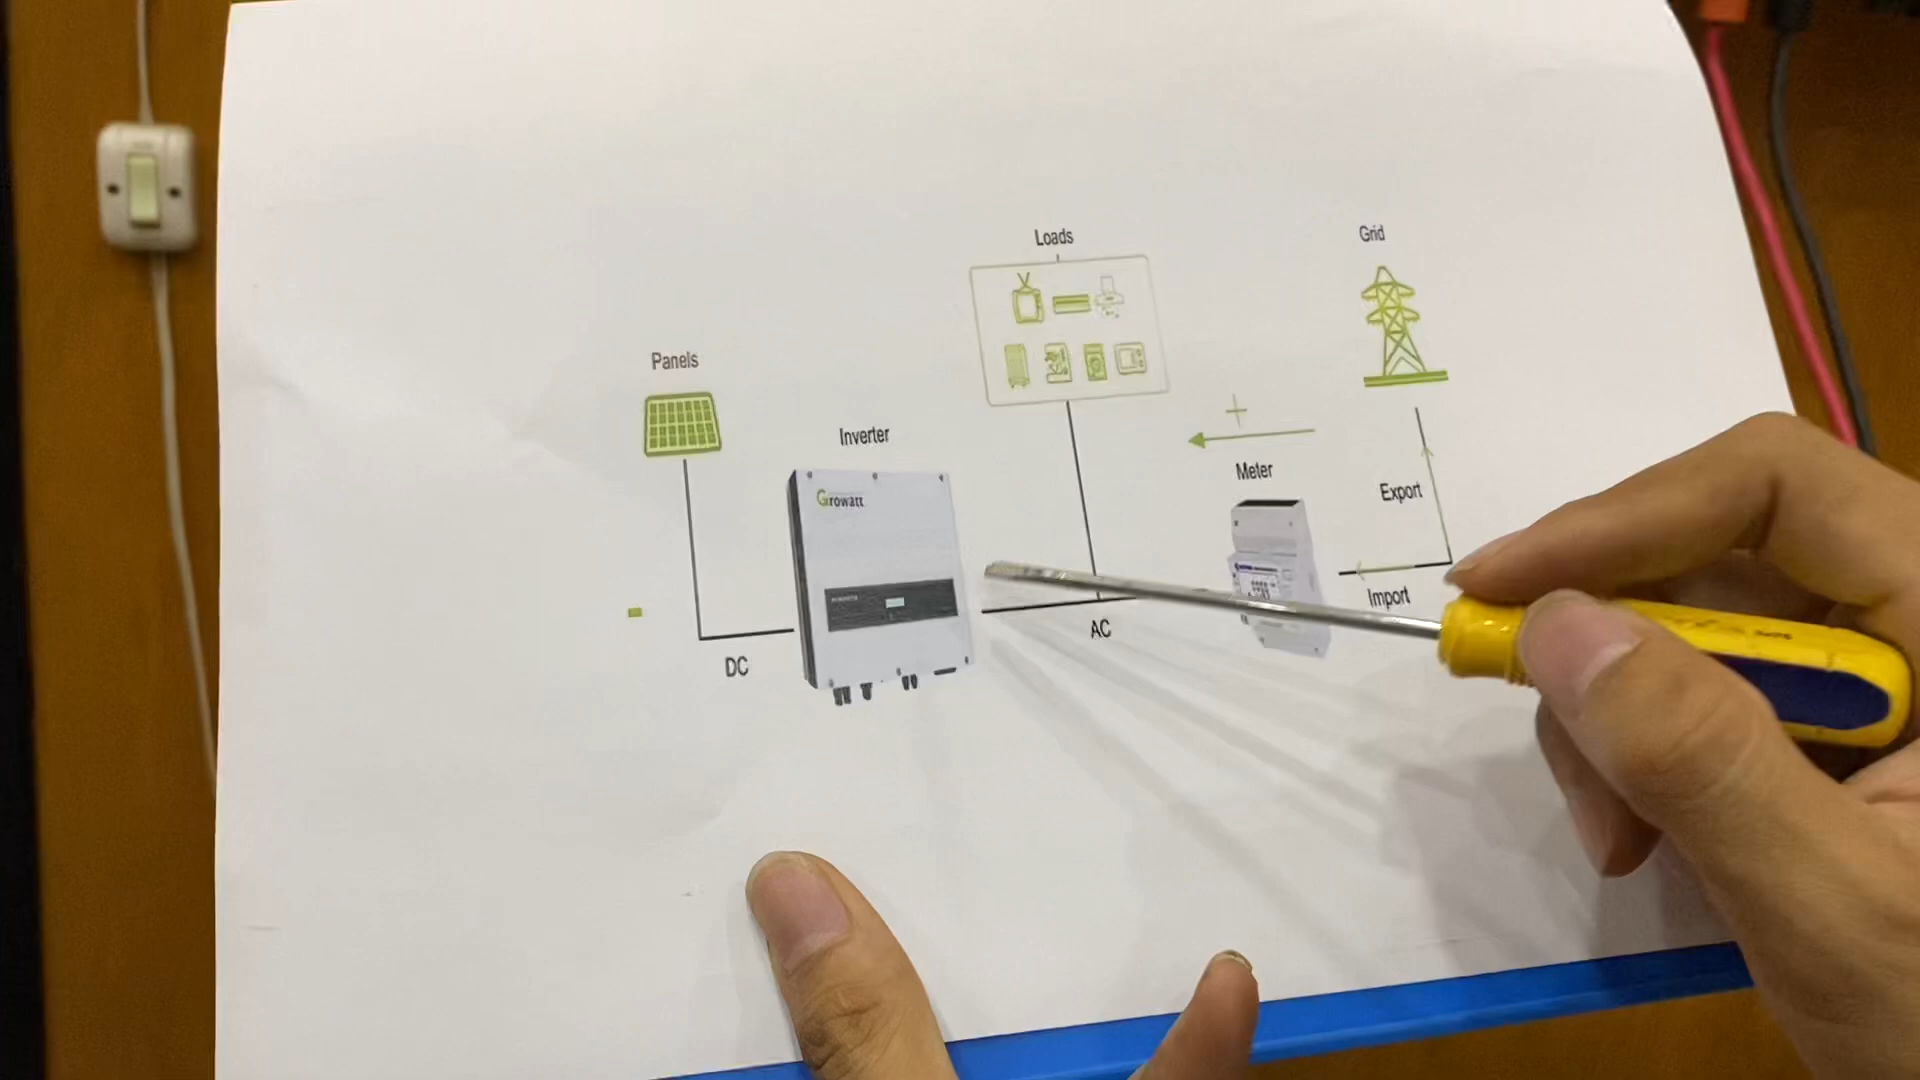 Loads
Grid
Panels
Inverter
Growatt
+
Meter
Export
Import
AC
DC